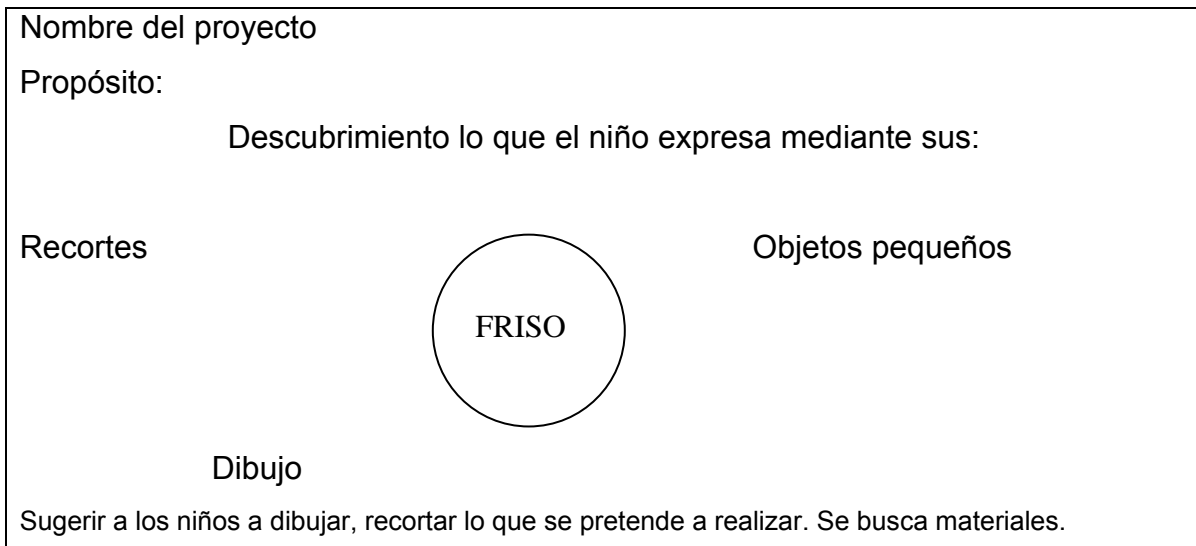 Nombre del proyecto
Propósito:
Descubrimiento lo que el niño expresa mediante sus:
Recortes
Objetos pequeños
FRISO
Dibujo
Sugerir a los niños a dibujar, recortar lo que se pretende a realizar. Se busca materiales.